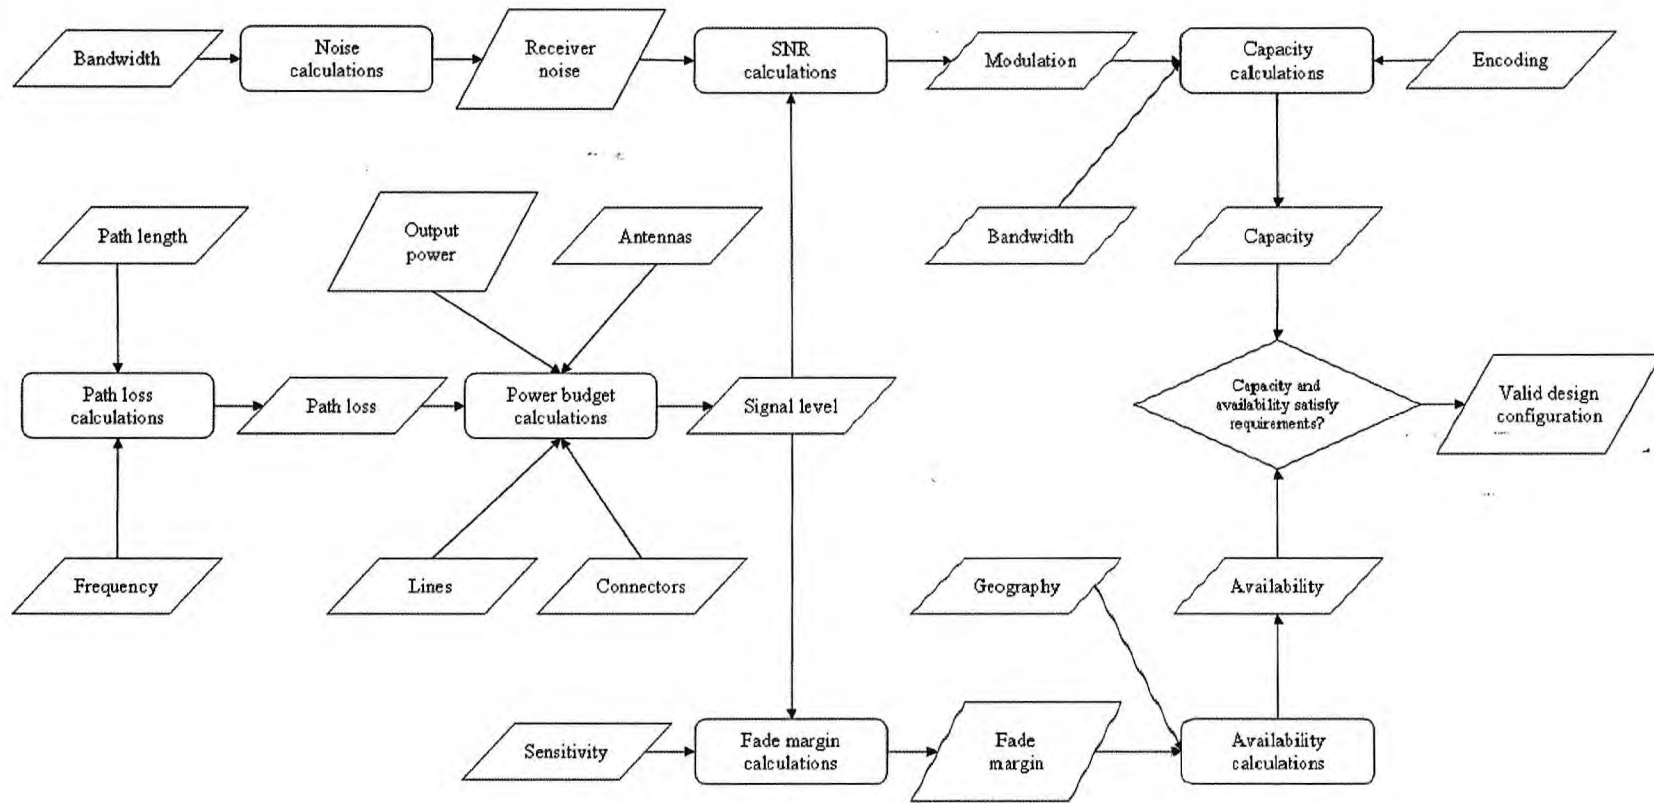 Bandwidth
Noise
calculations
Receiver
noise
SNR
calculations
Modulation
Capacity
calculations
Encoding
Path length
Output
power
Antennas
Bandwidth
Capacity
Path loss
calculations
Path loss
Power budget
calculations
Signal level
Capacity and
availability satisfy
requirements?
Valid design
configuration
Frequency
Lines
Connectors
Geography
Availability
Sensitivity
Fade margin
calculations
Fade
margin
Availability
calculations